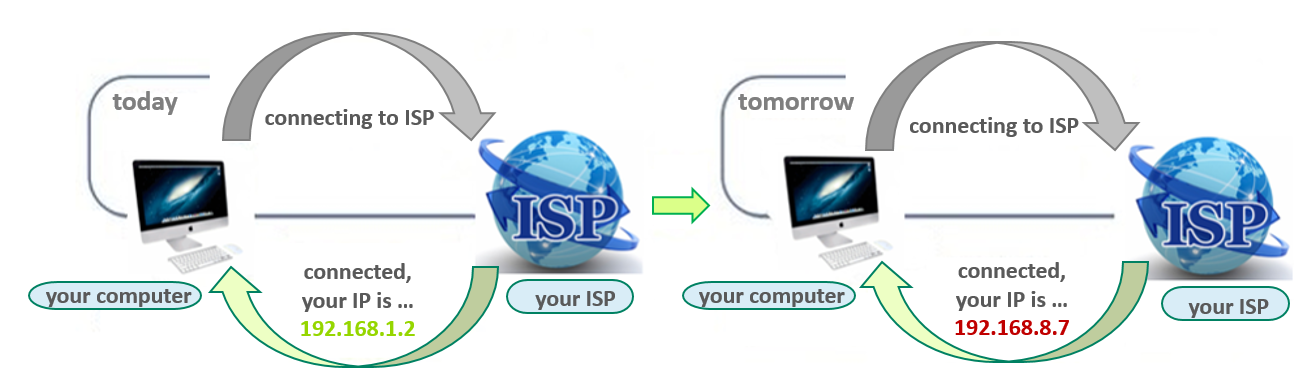 today
connecting to ISP
ISP
your computer
connected,
your IP is ...
192.168.1.2
your ISP
tomorrow
connecting to ISP
ISP
your computer
connected,
your IP is ...
192.168.8.7
your ISP